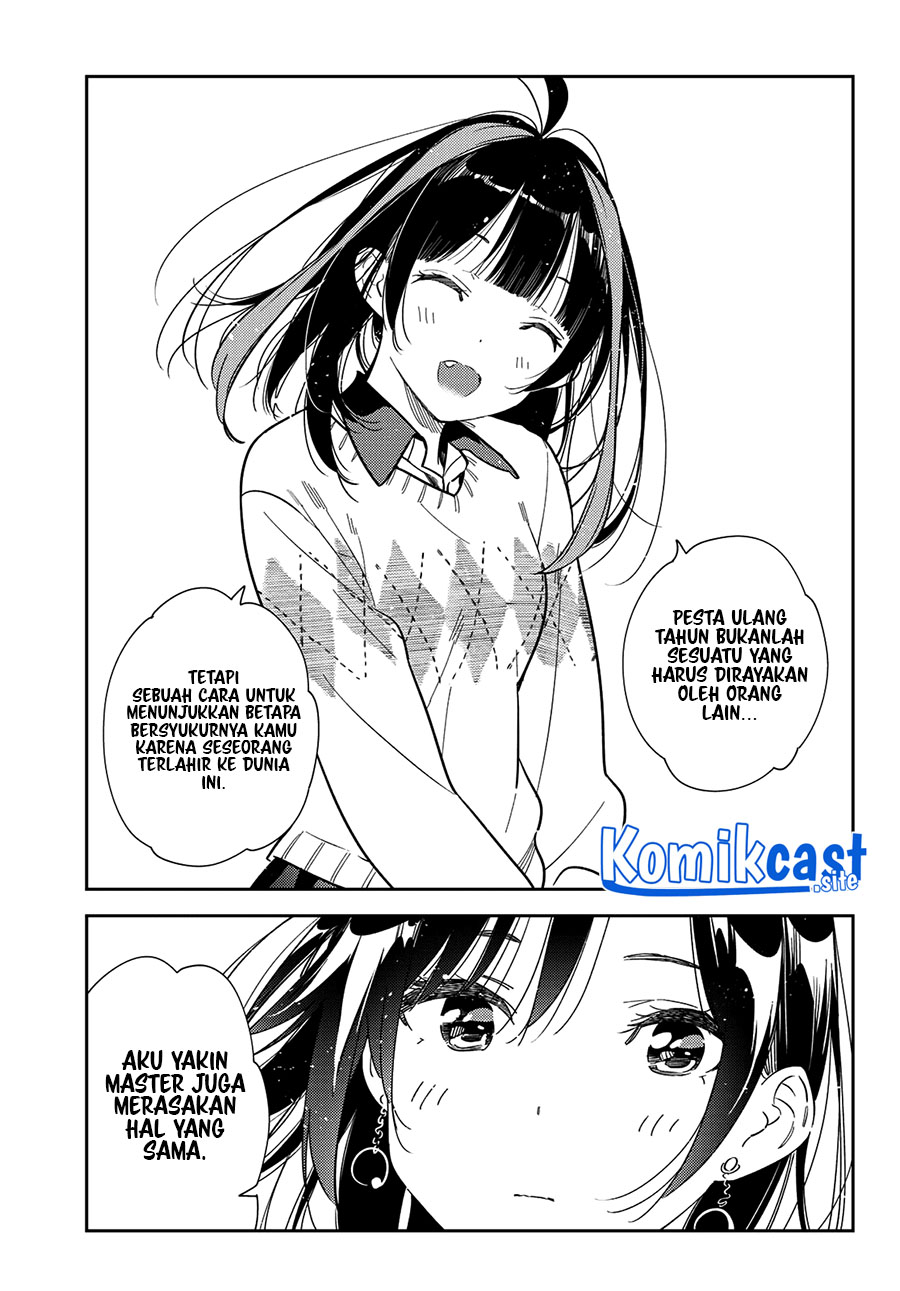 PESTA ULANG
TAHUN BUKANLAH
SESUATU YANG
HARUS DIRAYAKAN
OLEH ORANG
LAIN...
TETAPI
SEBUAH CARA UNTUK
MENUNJUKKAN BETAPA
BERSYUKURNYA KAMU
KARENA SESEORANG
TERLAHIR KE DUNIA
INI.
Komikcast
.site
AKU YAKIN
MASTER JUGA
MERASAKAN
HAL YANG
SAMA.